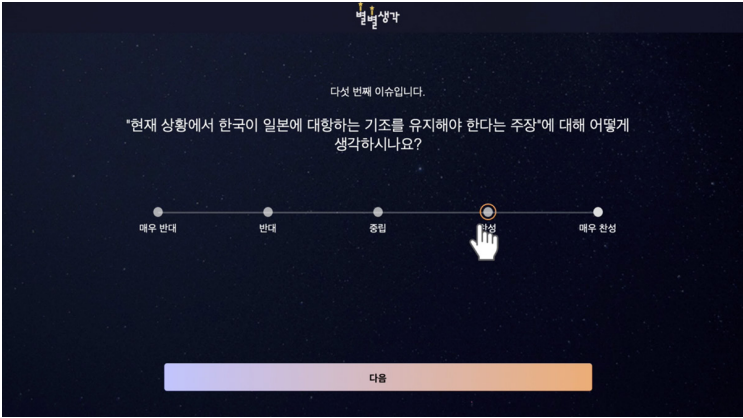 별별생각
다섯 번째 이슈입니다.
"현재 상황에서 한국이 일본에 대항하는 기조를 유지해야 한다는 주장"에 대해 어떻게
생각하시나요?
매우 반대
반대
중립
찬성
매우 찬성
다음